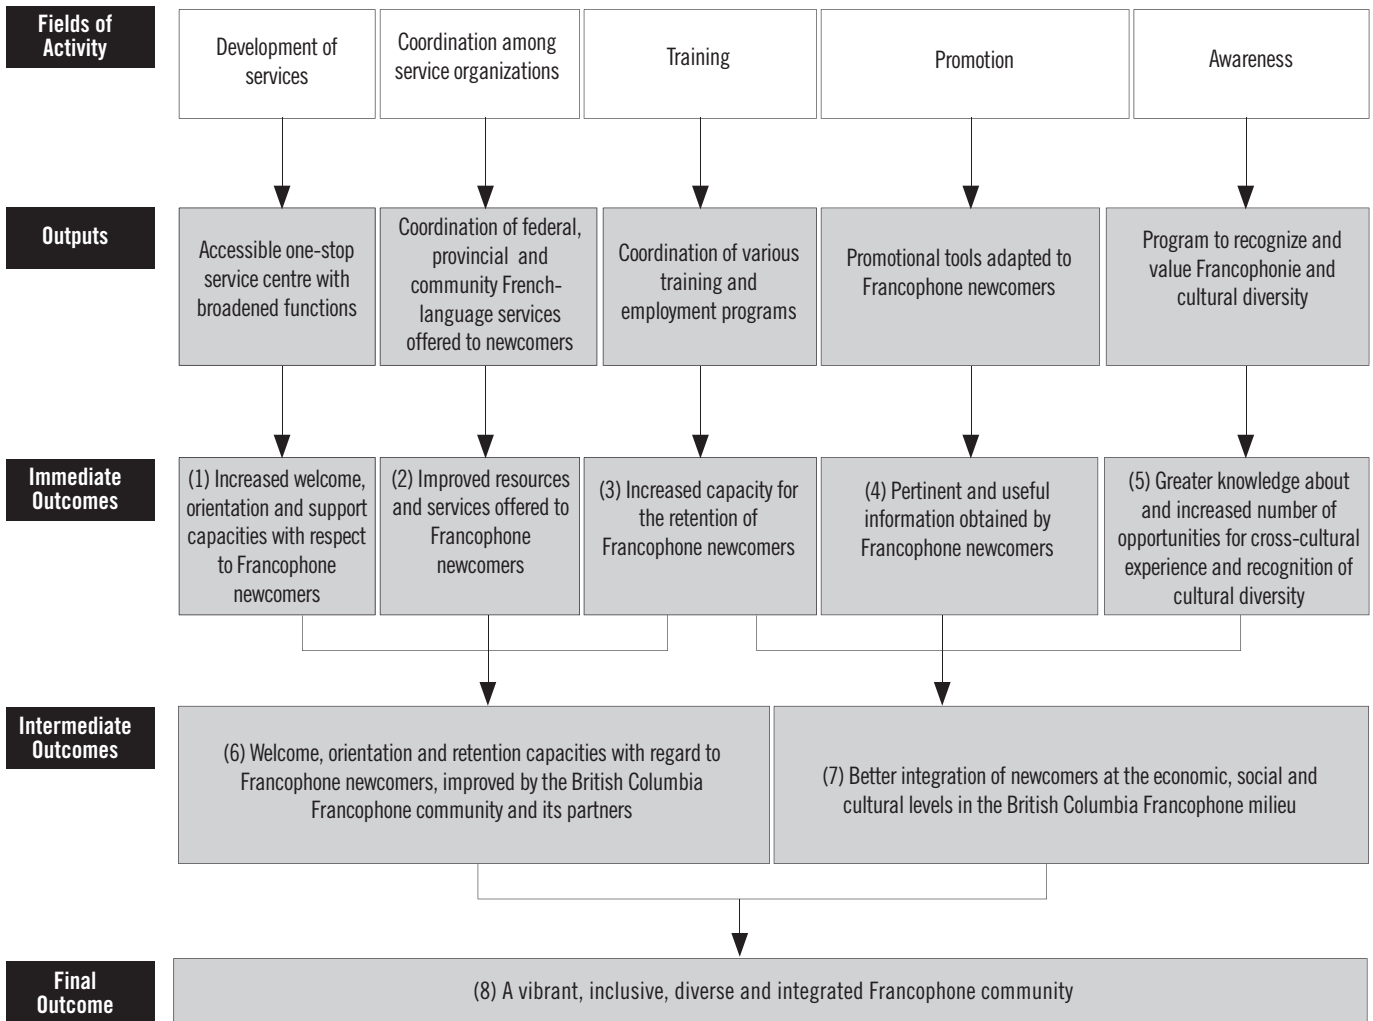 Fields of
Activity
Development of
services
Coordination among
service organizations
Training
Promotion
Awareness
Outputs
Accessible one-stop
service centre with
broadened functions
Coordination of federal,
provincial and
community French-
language services
offered to newcomers
Coordination of various
training and
employment programs
Promotional tools adapted to
Francophone newcomers
Program to recognize and
value Francophonie and
cultural diversity
Immediate
Outcomes
(1) Increased welcome,
orientation and support
capacities with respect
to Francophone
newcomers
(2) Improved resources
and services offered to
Francophone
newcomers
(3) Increased capacity for
the retention of
Francophone newcomers
(4) Pertinent and useful
information obtained by
Francophone newcomers
(5) Greater knowledge about
and increased number of
opportunities for cross-cultural
experience and recognition of
cultural diversity
Intermediate
Outcomes
(6) Welcome, orientation and retention capacities with regard to
Francophone newcomers, improved by the British Columbia
Francophone community and its partners
(7) Better integration of newcomers at the economic, social and
cultural levels in the British Columbia Francophone milieu
Final
Outcome
(8) A vibrant, inclusive, diverse and integrated Francophone community